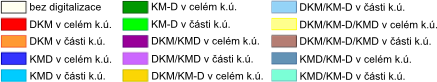 bez digitalizace
DKM v celém k.ú.
DKM v části k.ú.
KMD v celém k.ú.
KMD v části k.ú.
KM-D v celém k.ú.
KM-D v části k.ú.
DKM/KMD v celém k.ú.
DKM/KMD v části k.ú.
DKM/KM-D v celém k.ú.
DKM/KM-D v části k.ú.
DKM/KM-D/KMD v celém k.ú.
DKM/KM-D/KMD v části k.ú.
KMD/KM-D v celém k.ú.
KMD/KM-D v části k.ú.